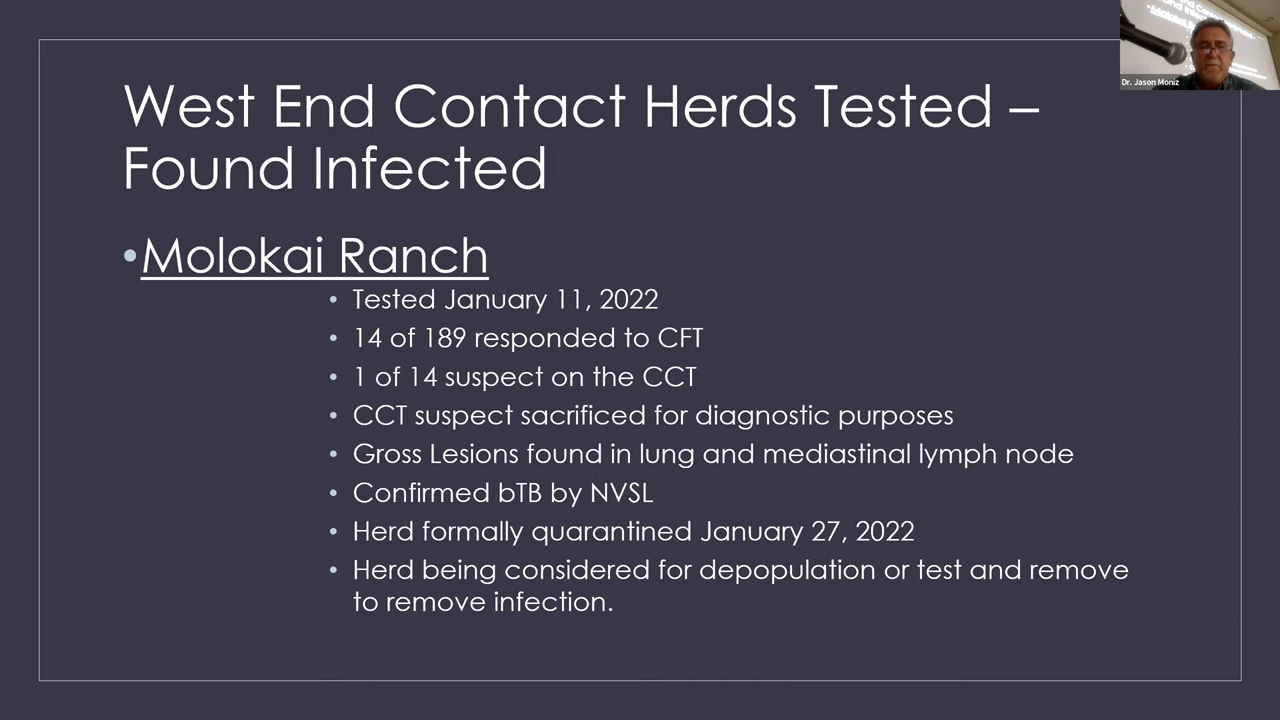 West End Contact Herds Tested –
Found Infected
•Molokai Ranch
• Tested January 11, 2022
• 14 of 189 responded to CFT
• 1 of 14 suspect on the CCT
• CCT suspect sacrificed for diagnostic purposes
• Gross Lesions found in lung and mediastinal lymph node
• Confirmed bTB by NVSL
• Herd formally quarantined January 27, 2022
• Herd being considered for depopulation or test and remove
to remove infection.
Dr. Jason Moniz